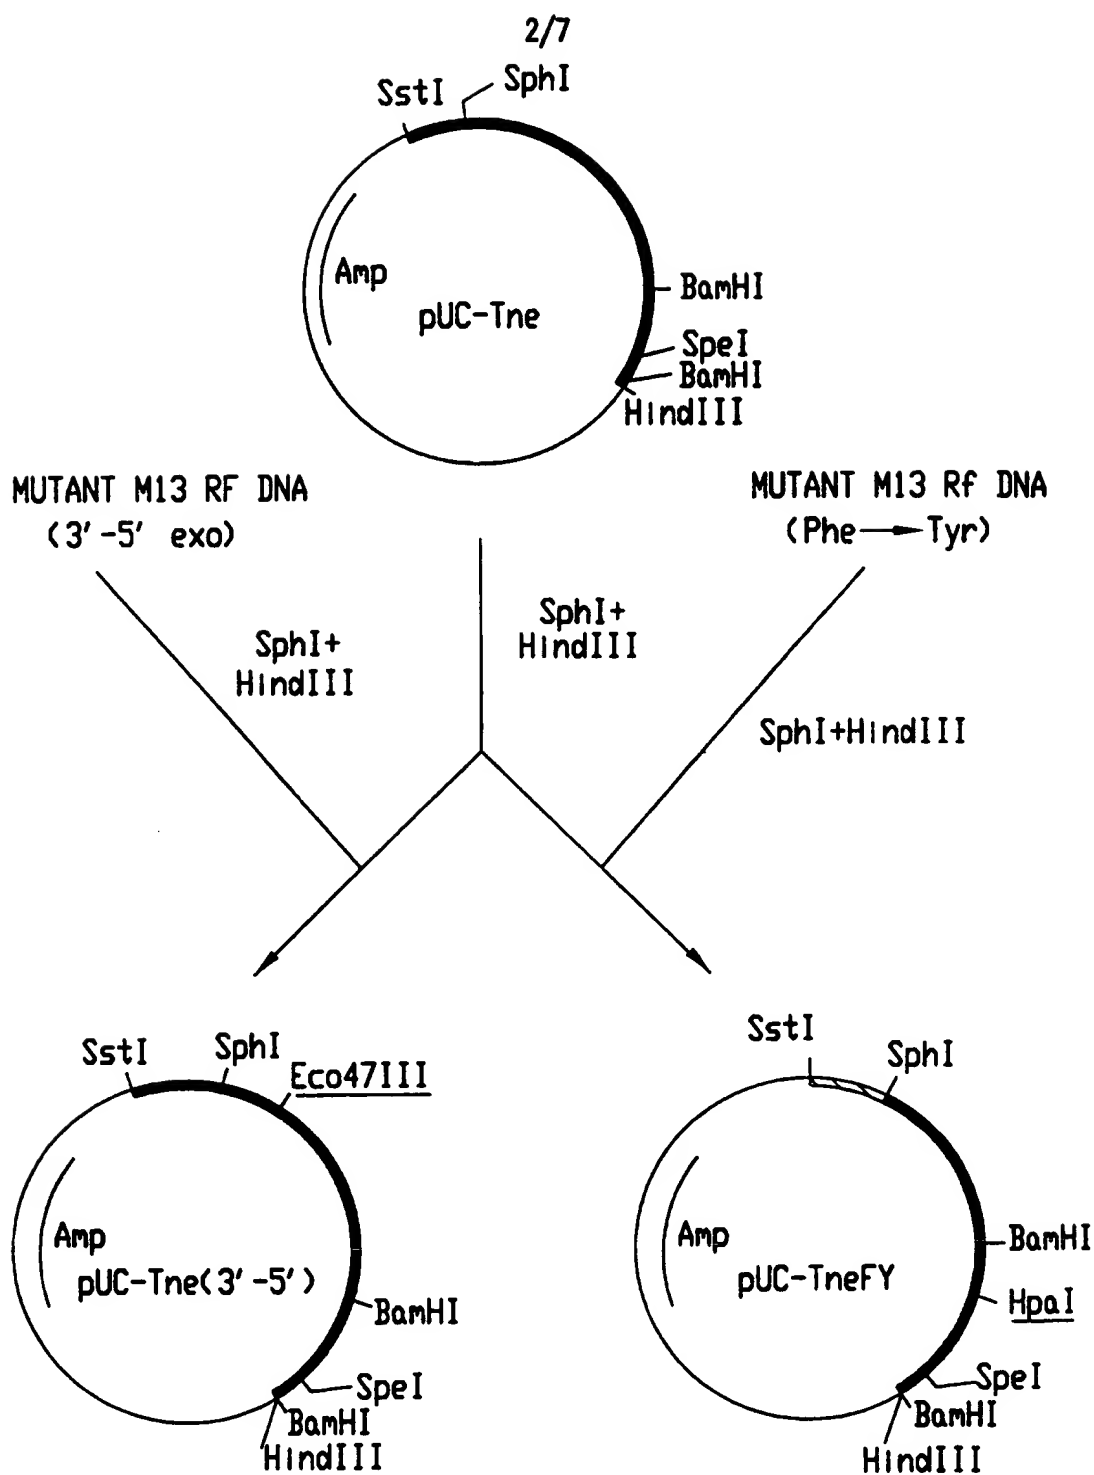 2/7
SstI
SphI
Amp
pUC-Tne
BamHI
SpeI
BamHI
HindIII
MUTANT M13 RF DNA
(3'-5' exo)
MUTANT M13 Rf DNA
(Phe→Tyr)
SphI+
HindIII
SphI+
HindIII
SphI+HindIII
SstI
SphI
Eco47III
Amp
pUC-Tne(3'-5')
BamHI
SpeI
BamHI
HindIII
SstI
SphI
Amp
pUC-TneFY
BamHI
HpaI
SpeI
BamHI
HindIII